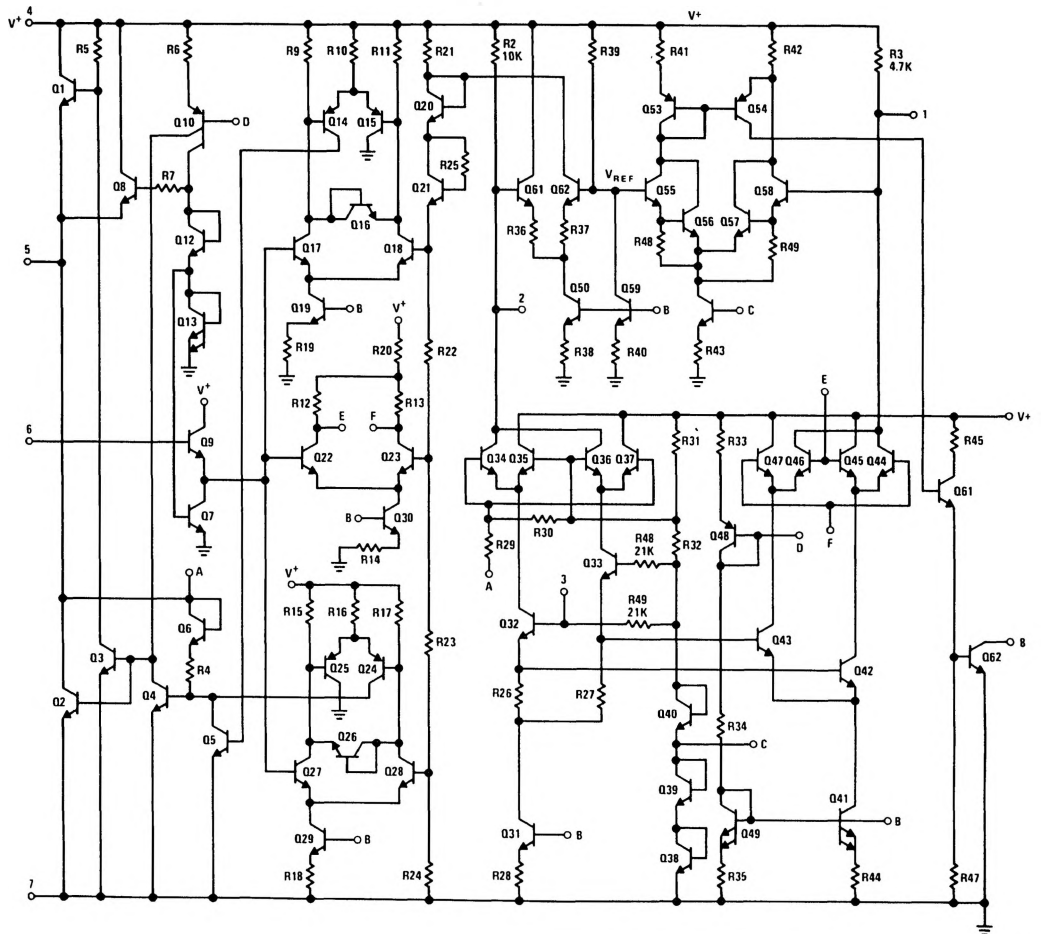 4
V+
V+
R5
R6
R9
R10
R11
R21
R2
10K
R39
R41
R42
R3
4.7K
Q1
Q10
D
Q14
Q15
Q20
Q53
Q54
1
Q8
R7
R25
Q21
Q61
Q62
VREF
Q55
Q58
Q12
Q16
R36
R37
R48
Q56
Q57
R49
5
Q17
Q18
Q13
Q19
B
2
Q50
Q59
B
C
V+
R19
R20
R22
R38
R40
R43
V+
R12
R13
E
6
Q9
E
F
V+
Q22
Q23
Q34
Q35
Q36
Q37
R31
R33
Q47
Q46
Q45
Q44
R45
Q61
Q7
B
Q30
R30
R32
Q48
D
F
R14
R29
A
Q33
R48
21K
A
V+
R15
R16
R17
R23
3
R49
21K
Q6
Q32
Q43
Q42
Q62
B
Q3
R4
Q25
Q24
R26
R27
Q2
Q4
Q5
Q26
Q40
R34
C
Q27
Q28
Q39
Q41
Q29
B
Q31
B
Q49
B
Q38
R18
R24
R28
R35
R44
R47
7